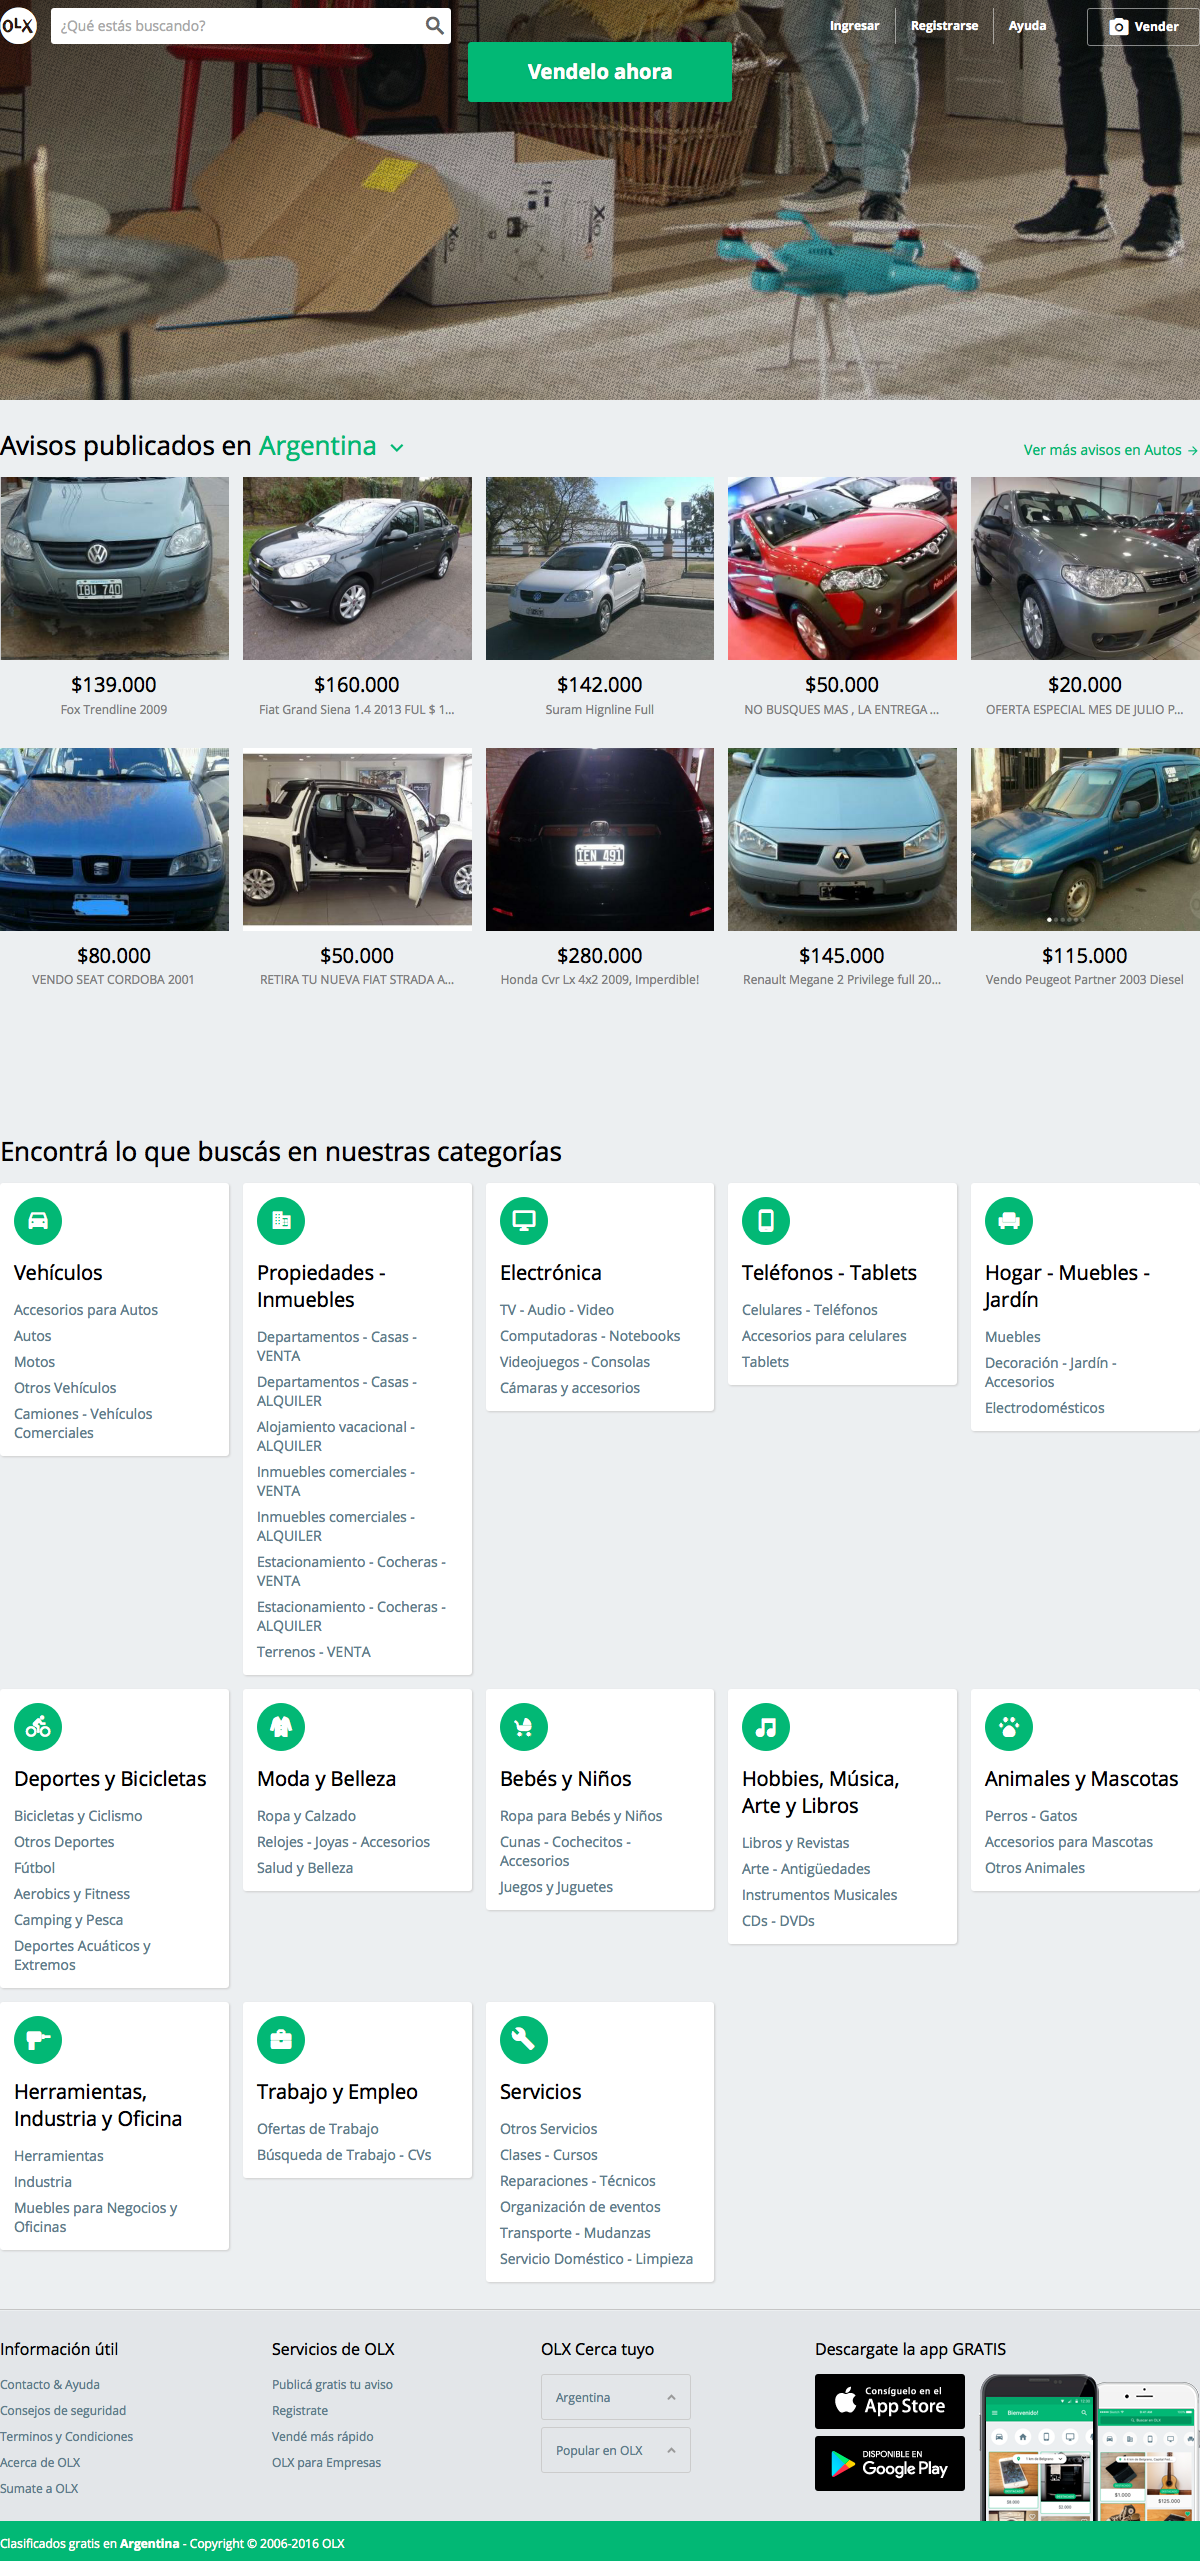 OLX
¿Qué estás buscando?
Ingresar
Registrarse
Ayuda
Vender
Vendelo ahora
Avisos publicados en Argentina
Ver más avisos en Autos →
IBU 740
$139.000
Fox Trendline 2009
$160.000
Fiat Grand Siena 1.4 2013 FUL $ 1...
$142.000
Suram Hignline Full
$50.000
NO BUSQUES MAS , LA ENTREGA ...
$20.000
OFERTA ESPECIAL MES DE JULIO P...
IEN 491
$80.000
VENDO SEAT CORDOBA 2001
$50.000
RETIRA TU NUEVA FIAT STRADA A...
$280.000
Honda Cvr Lx 4x2 2009, Imperdible!
$145.000
Renault Megane 2 Privilege full 20...
$115.000
Vendo Peugeot Partner 2003 Diesel
Encontrá lo que buscás en nuestras categorías
Vehículos
Accesorios para Autos
Autos
Motos
Otros Vehículos
Camiones - Vehículos
Comerciales
Propiedades -
Inmuebles
Departamentos - Casas -
VENTA
Departamentos - Casas -
ALQUILER
Alojamiento vacacional -
ALQUILER
Inmuebles comerciales -
VENTA
Inmuebles comerciales -
ALQUILER
Estacionamiento - Cocheras -
VENTA
Estacionamiento - Cocheras -
ALQUILER
Terrenos - VENTA
Electrónica
TV - Audio - Video
Computadoras - Notebooks
Videojuegos - Consolas
Cámaras y accesorios
Teléfonos - Tablets
Celulares - Teléfonos
Accesorios para celulares
Tablets
Hogar - Muebles -
Jardín
Muebles
Decoración - Jardín -
Accesorios
Electrodomésticos
Deportes y Bicicletas
Bicicletas y Ciclismo
Otros Deportes
Fútbol
Aerobics y Fitness
Camping y Pesca
Deportes Acuáticos y
Extremos
Moda y Belleza
Ropa y Calzado
Relojes - Joyas - Accesorios
Salud y Belleza
Bebés y Niños
Ropa para Bebés y Niños
Cunas - Cochecitos -
Accesorios
Juegos y Juguetes
Hobbies, Música,
Arte y Libros
Libros y Revistas
Arte - Antigüedades
Instrumentos Musicales
CDs - DVDs
Animales y Mascotas
Perros - Gatos
Accesorios para Mascotas
Otros Animales
Herramientas,
Industria y Oficina
Herramientas
Industria
Muebles para Negocios y
Oficinas
Trabajo y Empleo
Ofertas de Trabajo
Búsqueda de Trabajo - CVs
Servicios
Otros Servicios
Clases - Cursos
Reparaciones - Técnicos
Organización de eventos
Transporte - Mudanzas
Servicio Doméstico - Limpieza
Información útil
Contacto & Ayuda
Consejos de seguridad
Terminos y Condiciones
Acerca de OLX
Sumate a OLX
Servicios de OLX
Publicá gratis tu aviso
Registrate
Vendé más rápido
OLX para Empresas
OLX Cerca tuyo
Argentina
Popular en OLX
Descargate la app GRATIS
Consíguelo en el
App Store
DISPONIBLE EN
Google Play
Bienvenido!
$1.000
$125.000
Clasificados gratis en Argentina - Copyright © 2006-2016 OLX